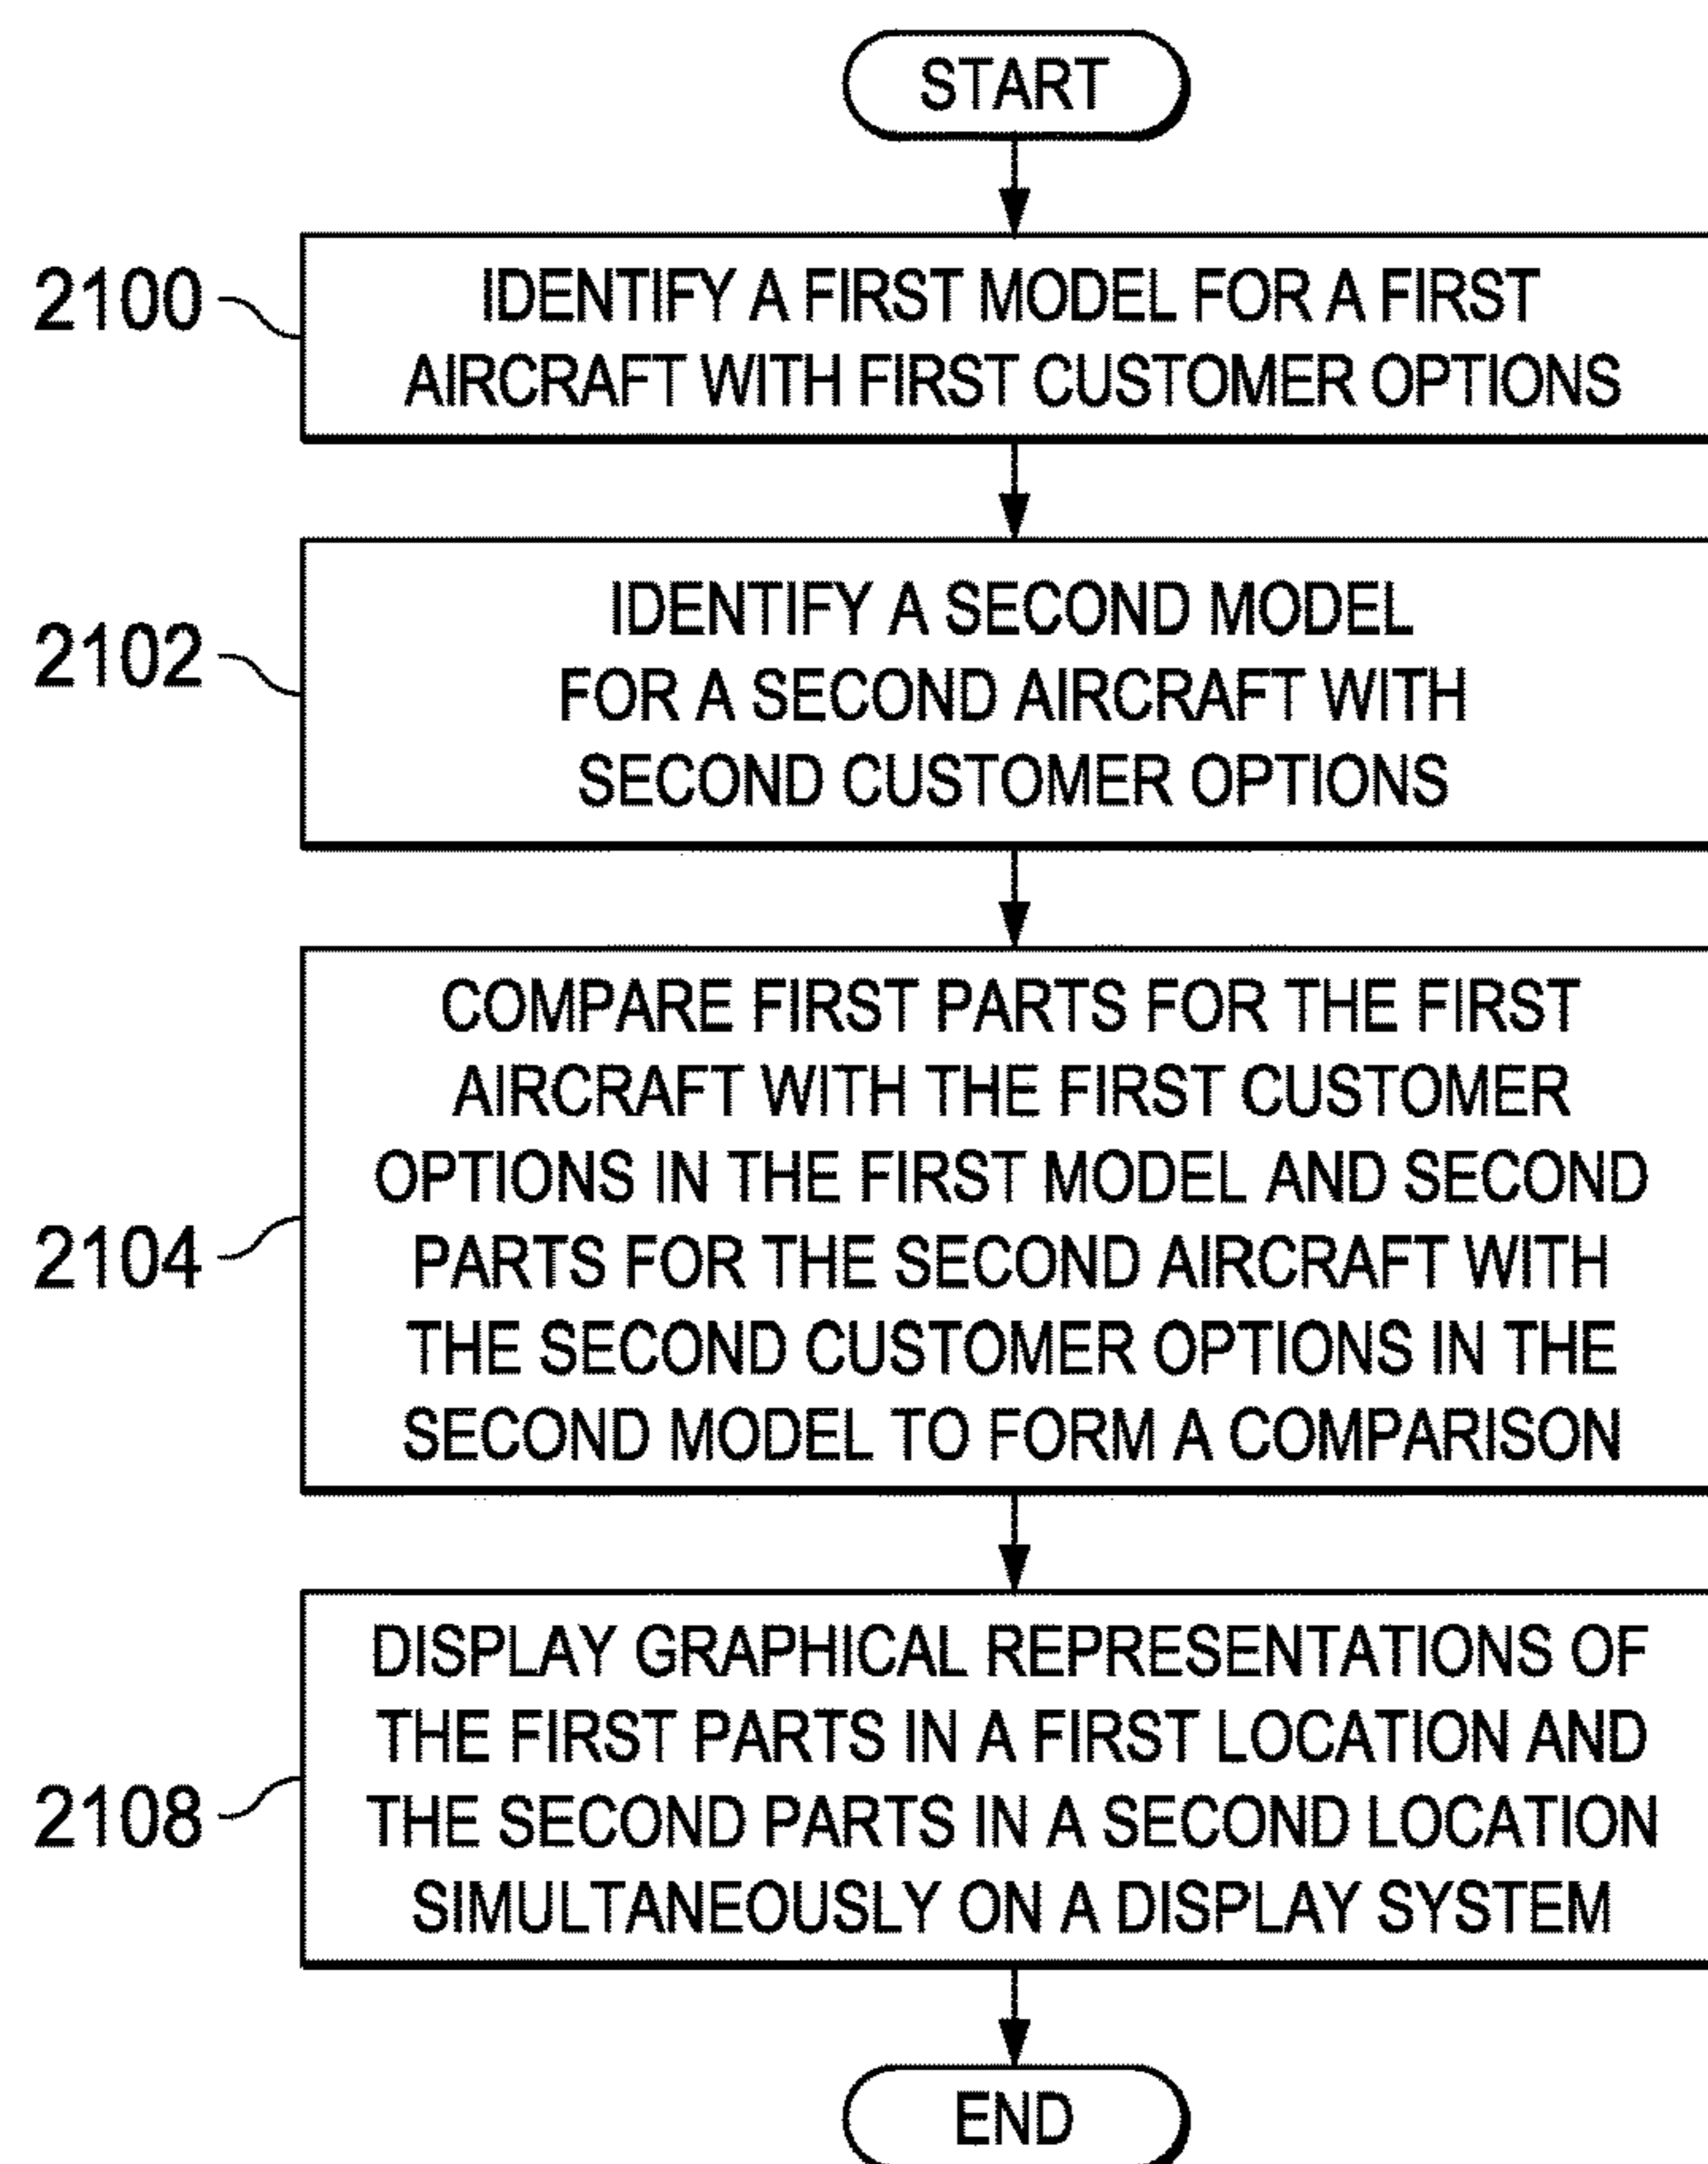 START
2100
IDENTIFY A FIRST MODEL FOR A FIRST
AIRCRAFT WITH FIRST CUSTOMER OPTIONS
2102
IDENTIFY A SECOND MODEL
FOR A SECOND AIRCRAFT WITH
SECOND CUSTOMER OPTIONS
2104
COMPARE FIRST PARTS FOR THE FIRST
AIRCRAFT WITH THE FIRST CUSTOMER
OPTIONS IN THE FIRST MODEL AND SECOND
PARTS FOR THE SECOND AIRCRAFT WITH
THE SECOND CUSTOMER OPTIONS IN THE
SECOND MODEL TO FORM A COMPARISON
2108
DISPLAY GRAPHICAL REPRESENTATIONS OF
THE FIRST PARTS IN A FIRST LOCATION AND
THE SECOND PARTS IN A SECOND LOCATION
SIMULTANEOUSLY ON A DISPLAY SYSTEM
END